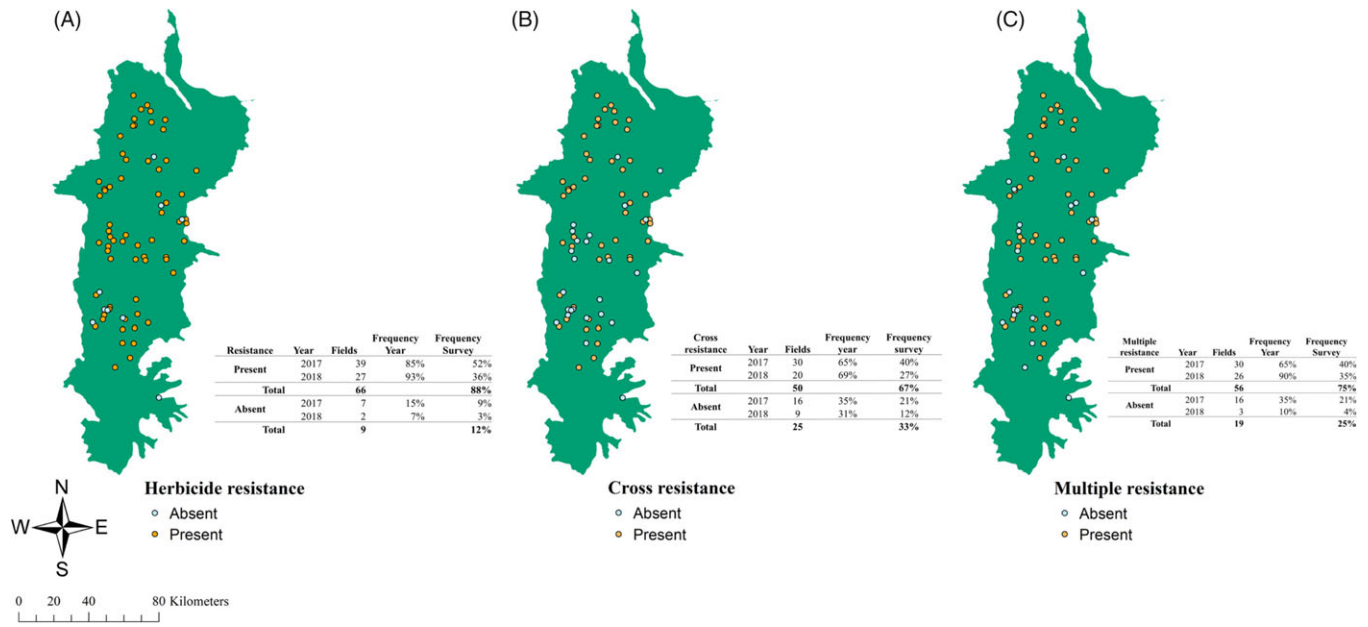 (A)
Frequency Frequency
Resistance Year Fields Year Survey
Present 2017 39 85% 52%
2018 27 93% 36%
Total 66 88%
Absent 2017 7 15% 9%
2018 2 7% 3%
Total 9 12%
Herbicide resistance
Absent
Present
(B)
Cross Frequency Frequency
resistance Year Fields year survey
Present 2017 30 65% 40%
2018 20 69% 27%
Total 50 67%
Absent 2017 16 35% 21%
2018 9 31% 12%
Total 25 33%
Cross resistance
Absent
Present
(C)
Multiple Frequency Frequency
resistance Year Fields Year Survey
Present 2017 30 65% 40%
2018 26 90% 35%
Total 56 75%
Absent 2017 16 35% 21%
2018 3 10% 4%
Total 19 25%
Multiple resistance
Absent
Present
N
W E
S
0 20 40 80 Kilometers